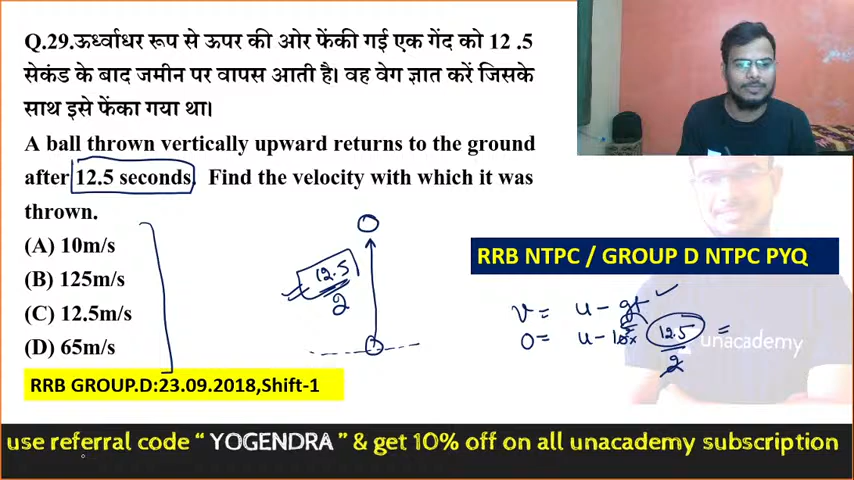 Q.29.ऊर्ध्वाधर रूप से ऊपर की ओर फेंकी गई एक गेंद को 12 .5
सेकंड के बाद जमीन पर वापस आती है। वह वेग ज्ञात करें जिसके
साथ इसे फेंका गया था।
A ball thrown vertically upward returns to the ground
after 12.5 seconds. Find the velocity with which it was
thrown.
(A) 10m/s
(B) 125m/s
(C) 12.5m/s
(D) 65m/s
RRB GROUP.D:23.09.2018,Shift-1
12.5
2
RRB NTPC / GROUP D NTPC PYQ
v = u - gt
0 = u - 10x 12.5 =
2
unacademy
use referral code “ YOGENDRA ” & get 10% off on all unacademy subscription